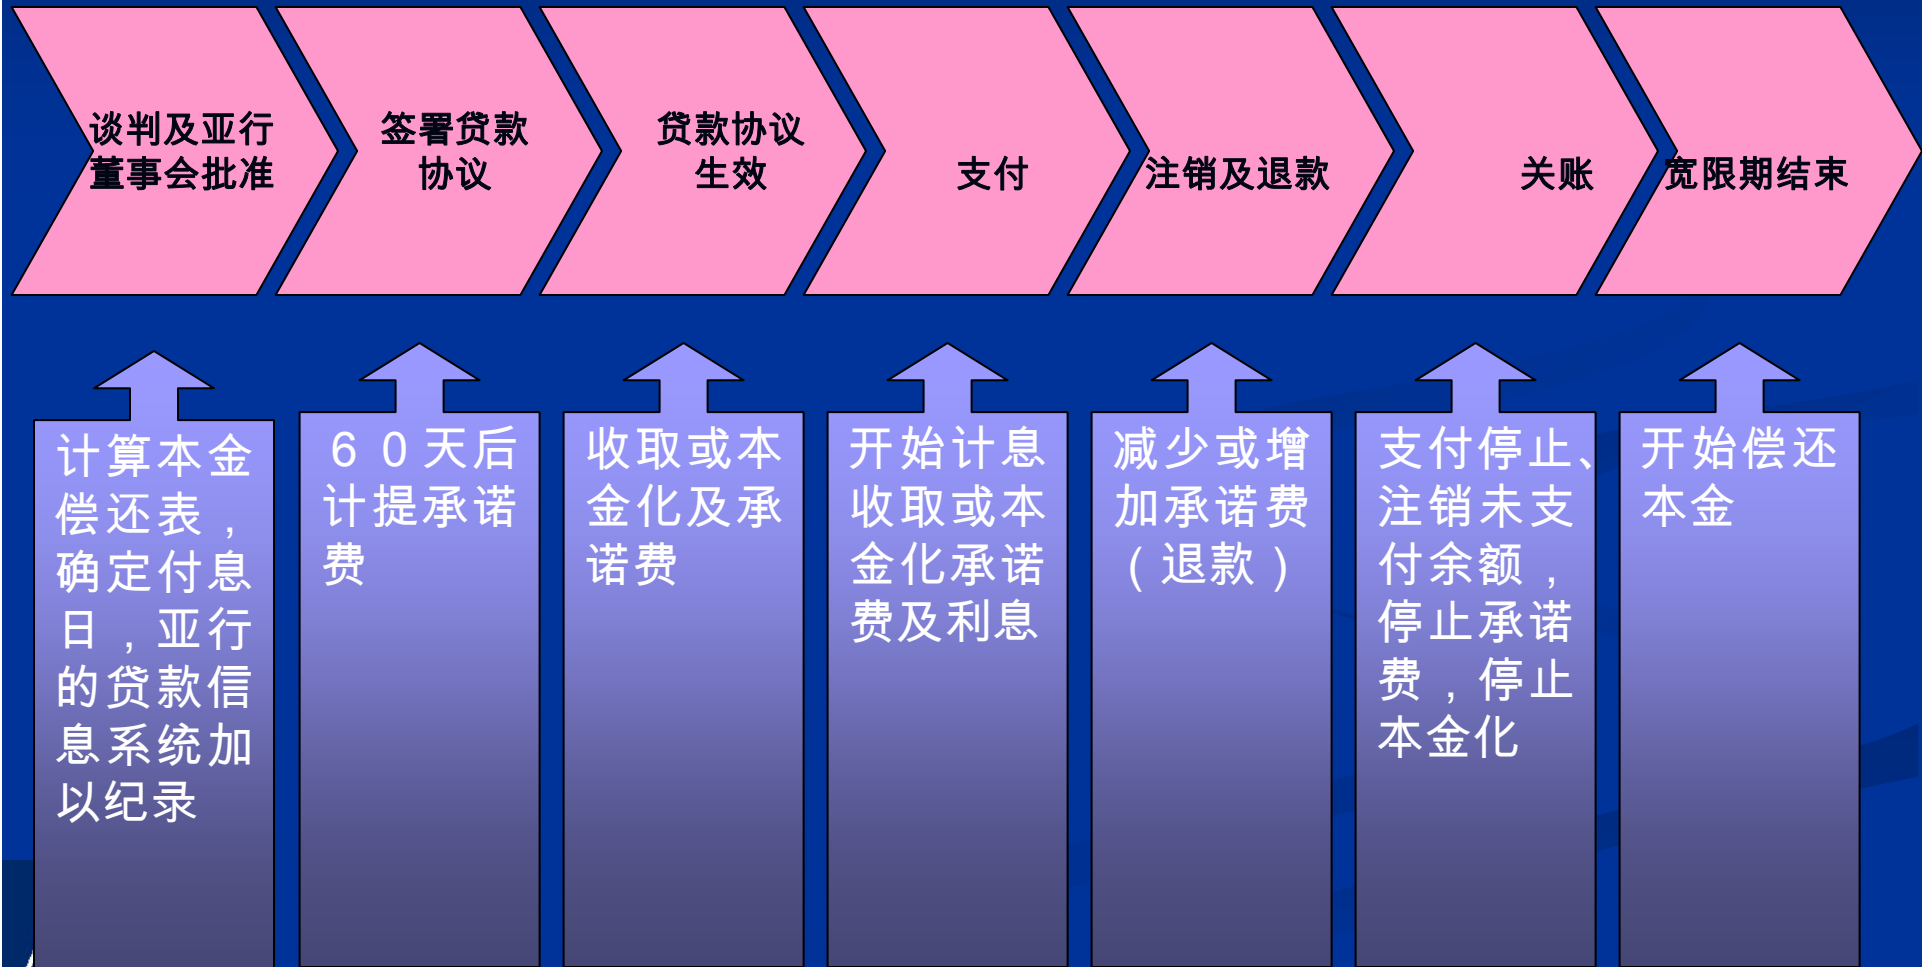 谈判及亚行
董事会批准
签署贷款
协议
贷款协议
生效
支付
注销及退款
关账
宽限期结束
计算本金
偿还表，
确定付息
日，亚行
的贷款信
息系统加
以纪录
６０天后
计提承诺
费
收取或本
金化及承
诺费
开始计息
收取或本
金化承诺
费及利息
减少或增
加承诺费
（退款）
支付停止、
注销未支
付余额，
停止承诺
费，停止
本金化
开始偿还
本金